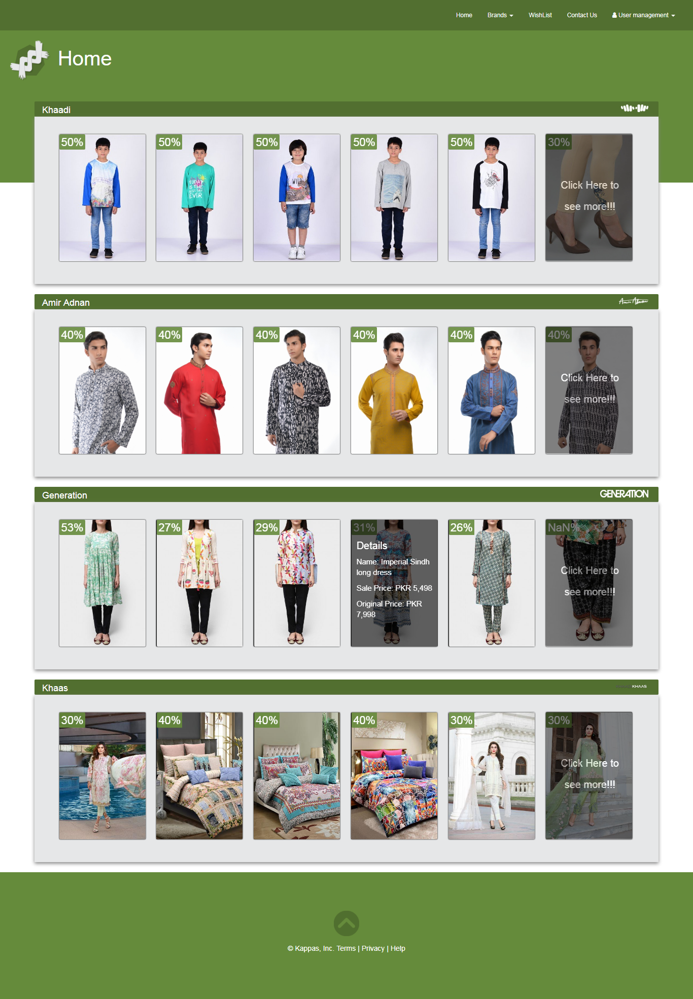 Home Brands WishList Contact Us User management
Home
Khaadi
50% 50% 50% 50% 50% 30%
WILD
TODAY
IS THE
BEST DAY
EVER
Click Here to
see more!!!
Amir Adnan Amir Adnan
40% 40% 40% 40% 40% 40%
Click Here to
see more!!!
Generation GENERATION
53% 27% 29% 31% 26% NaN%
Details
Name: Imperial Sindh
long dress
Sale Price: PKR 5,498
Original Price: PKR
7,998
Click Here to
see more!!!
Khaas KHAAS
30% 40% 40% 40% 30% 30%
Click Here to
see more!!!
© Kappas, Inc. Terms | Privacy | Help